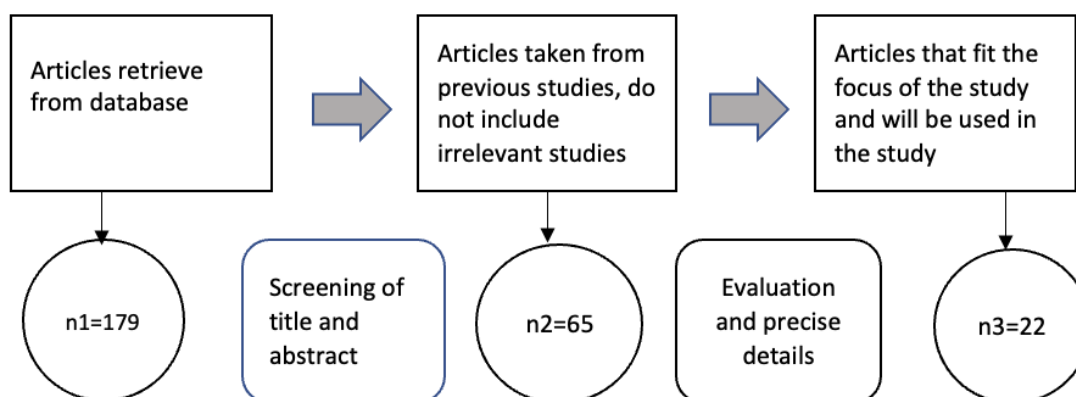 Articles retrieve
from database
Articles taken from
previous studies, do
not include
irrelevant studies
Articles that fit the
focus of the study
and will be used in
the study
n1=179
Screening of
title and
abstract
n2=65
Evaluation
and precise
details
n3=22